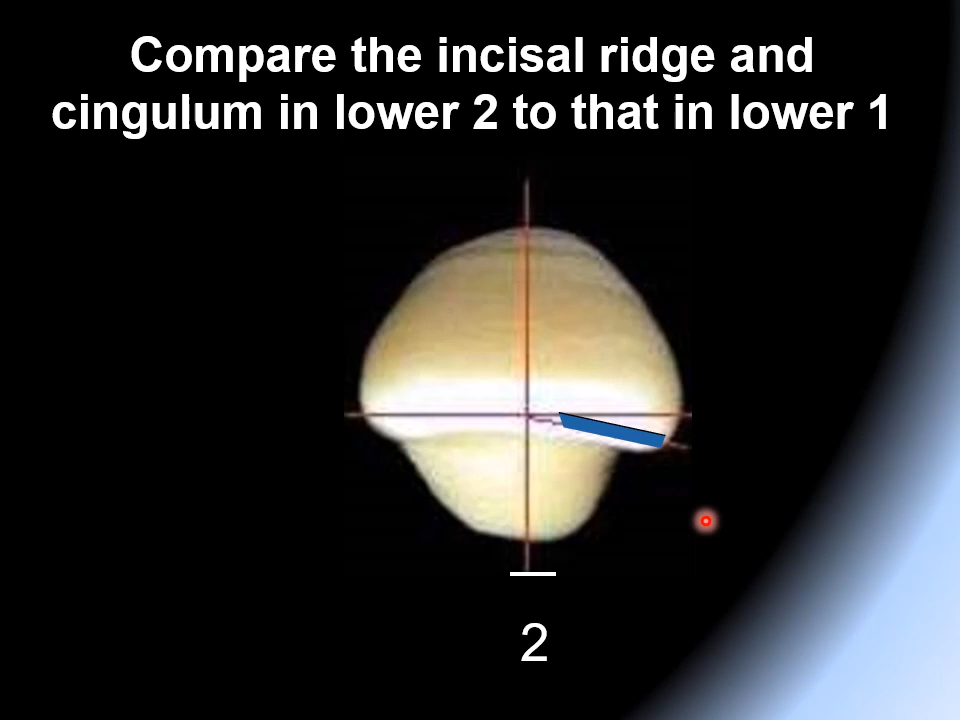 Compare the incisal ridge and
cingulum in lower 2 to that in lower 1
2